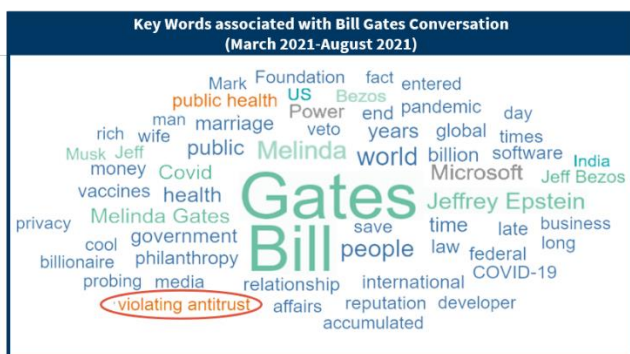 Key Words associated with Bill Gates Conversation
(March 2021-August 2021)
Mark Foundation fact entered
public health US Bezos
Power end pandemic day
man marriage veto years global times
rich wife
public Melinda world billion software India
Musk Jeff Microsoft Jeff Bezos
money Covid
vaccines health Gates Jeffrey Epstein
Melinda Gates
privacy save time late business
cool government Bill people law federal long
billionaire philanthropy COVID-19
probing media relationship international
violating antitrust affairs reputation developer
accumulated